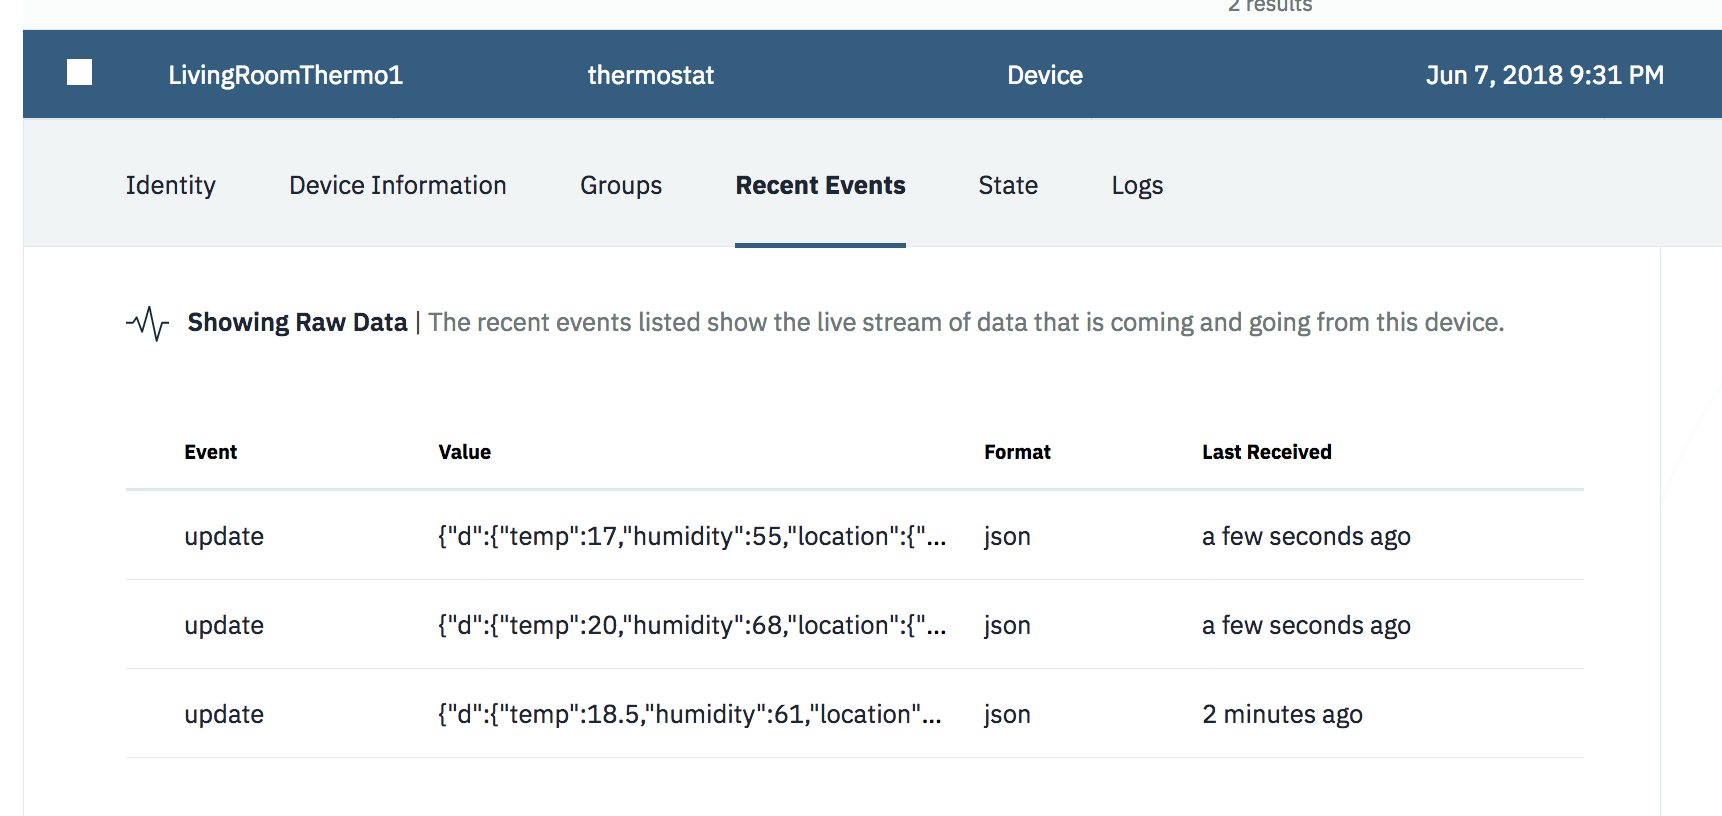 2 results
LivingRoomThermo1 thermostat Device Jun 7, 2018 9:31 PM
Identity Device Information Groups Recent Events State Logs
Showing Raw Data | The recent events listed show the live stream of data that is coming and going from this device.
Event Value Format Last Received
update {"d":{"temp":17,"humidity":55,"location":{"... json a few seconds ago
update {"d":{"temp":20,"humidity":68,"location":{"... json a few seconds ago
update {"d":{"temp":18.5,"humidity":61,"location"... json 2 minutes ago